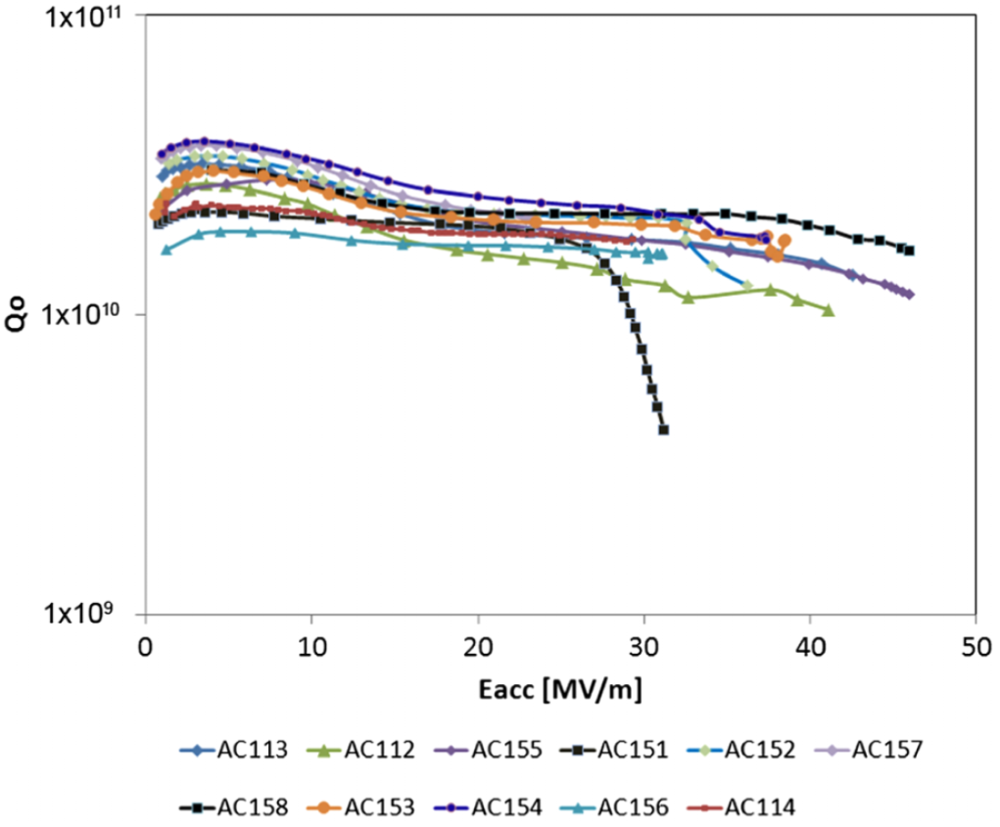 1x10¹¹
1x10¹⁰
1x10⁹
Qo
0 10 20 30 40 50
Eacc [MV/m]
AC113 AC112 AC155 AC151 AC152 AC157
AC158 AC153 AC154 AC156 AC114